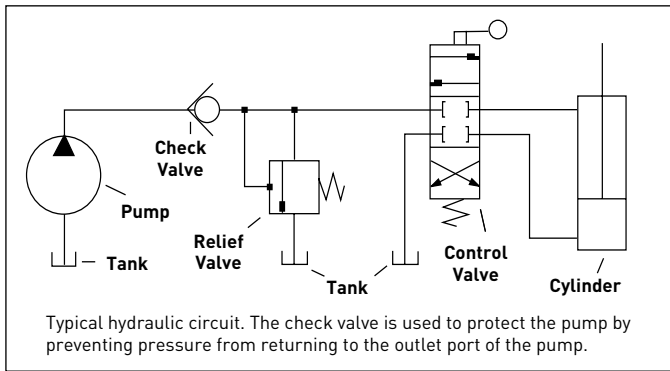 Check
Valve
Pump
Tank
Relief
Valve
Tank
Control
Valve
Cylinder
Typical hydraulic circuit. The check valve is used to protect the pump by
preventing pressure from returning to the outlet port of the pump.